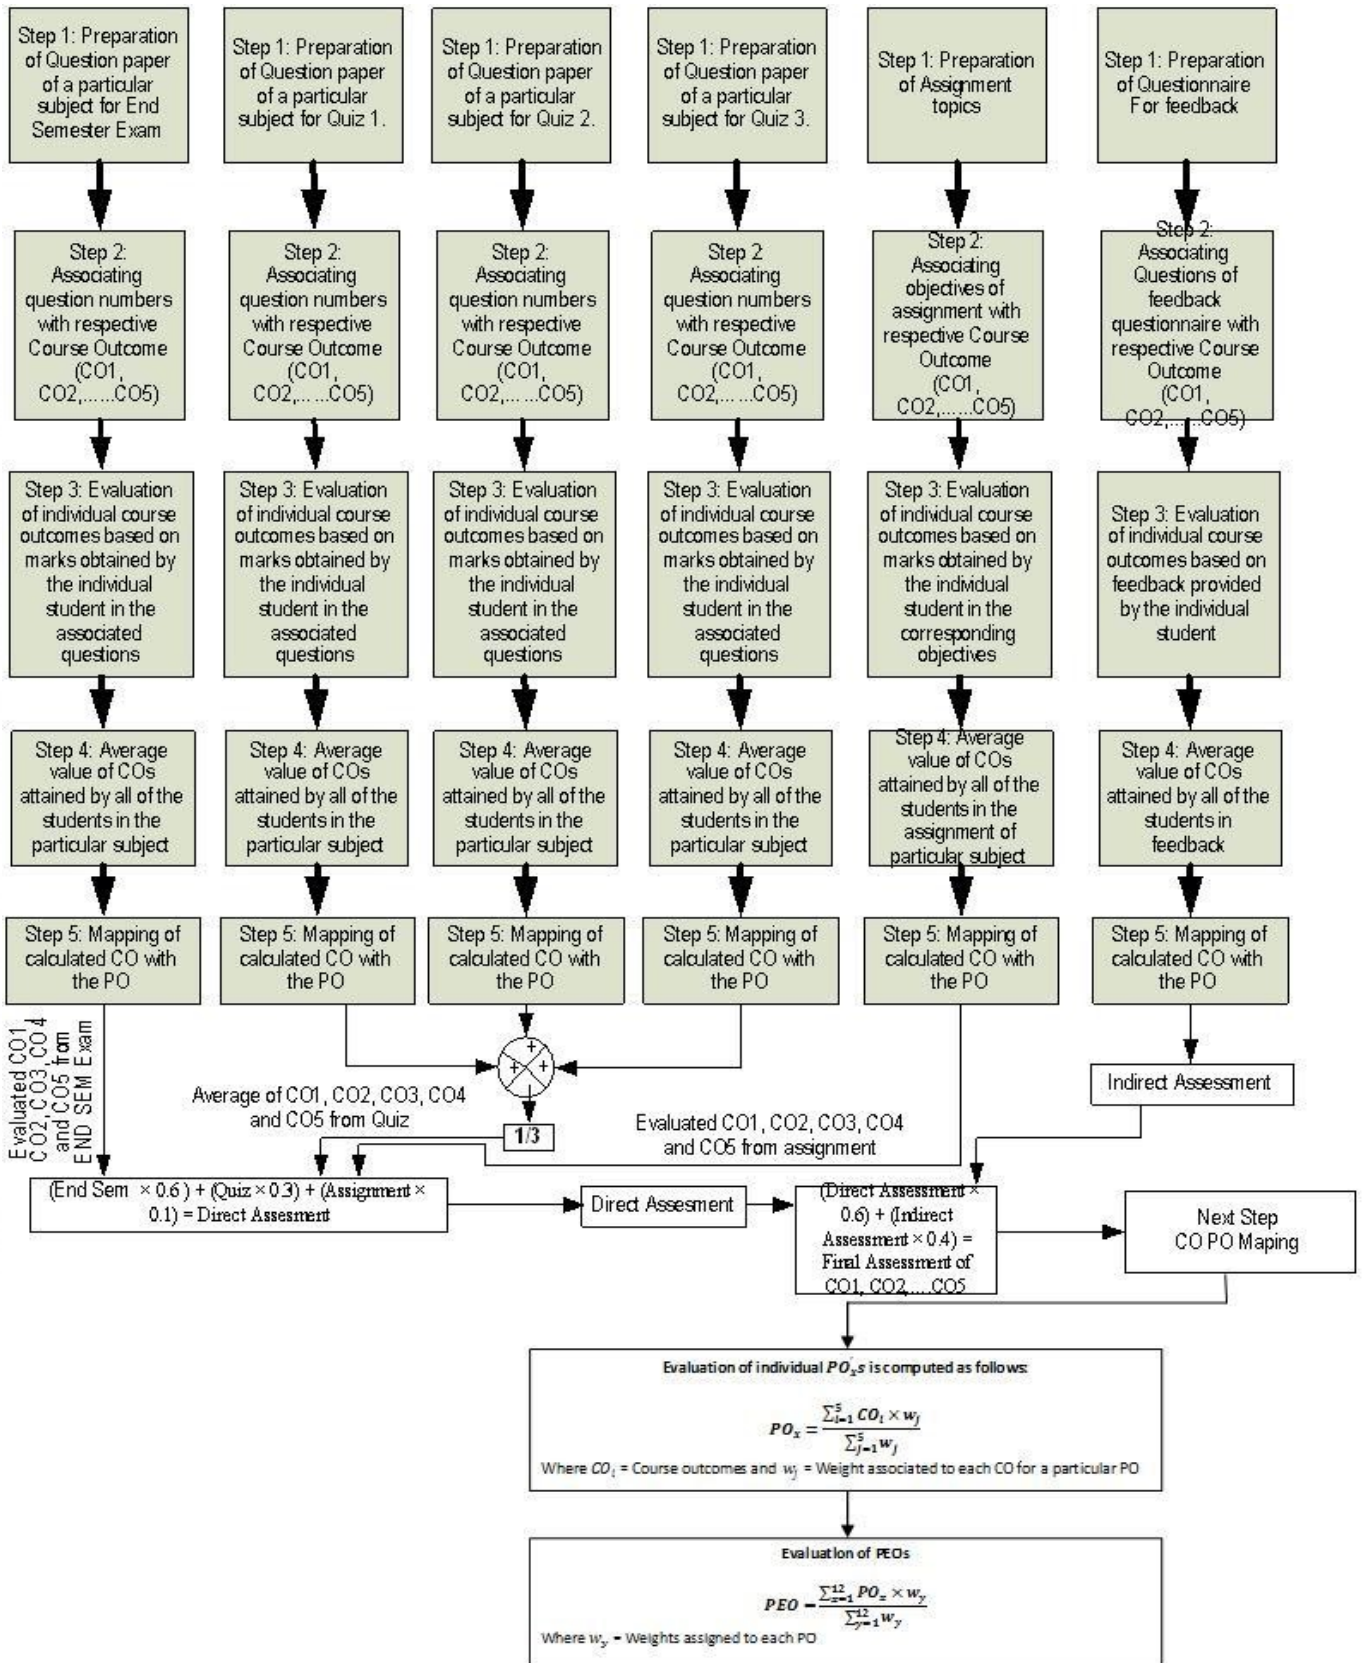 Step 1: Preparation
of Question paper
of a particular
subject for End
Semester Exam
Step 1: Preparation
of Question paper
of a particular
subject for Quiz 1.
Step 1: Preparation
of Question paper
of a particular
subject for Quiz 2.
Step 1: Preparation
of Question paper
of a particular
subject for Quiz 3.
Step 1: Preparation
of Assignment
topics
Step 1: Preparation
of Questionnaire
For feedback
Step 2:
Associating
question numbers
with respective
Course Outcome
(CO1,
CO2,......CO5)
Step 2:
Associating
question numbers
with respective
Course Outcome
(CO1,
CO2,......CO5)
Step 2:
Associating
question numbers
with respective
Course Outcome
(CO1,
CO2,......CO5)
Step 2
Associating
question numbers
with respective
Course Outcome
(CO1,
CO2,......CO5)
Step 2:
Associating
objectives of
assignment with
respective Course
Outcome
(CO1,
CO2,......CO5)
Step 2:
Associating
Questions of
feedback
questionnaire with
respective Course
Outcome
(CO1,
CO2,......CO5)
Step 3: Evaluation
of individual course
outcomes based on
marks obtained by
the individual
student in the
associated
questions
Step 3: Evaluation
of individual course
outcomes based on
marks obtained by
the individual
student in the
associated
questions
Step 3: Evaluation
of individual course
outcomes based on
marks obtained by
the individual
student in the
associated
questions
Step 3: Evaluation
of individual course
outcomes based on
marks obtained by
the individual
student in the
associated
questions
Step 3: Evaluation
of individual course
outcomes based on
marks obtained by
the individual
student in the
corresponding
objectives
Step 3: Evaluation
of individual course
outcomes based on
feedback provided
by the individual
student
Step 4: Average
value of COs
attained by all of the
students in the
particular subject
Step 4: Average
value of COs
attained by all of the
students in the
particular subject
Step 4: Average
value of COs
attained by all of the
students in the
particular subject
Step 4: Average
value of COs
attained by all of the
students in the
particular subject
Step 4: Average
value of COs
attained by all of the
students in the
assignment of
particular subject
Step 4: Average
value of COs
attained by all of the
students in
feedback
Step 5: Mapping of
calculated CO with
the PO
Step 5: Mapping of
calculated CO with
the PO
Step 5: Mapping of
calculated CO with
the PO
Step 5: Mapping of
calculated CO with
the PO
Step 5: Mapping of
calculated CO with
the PO
Step 5: Mapping of
calculated CO with
the PO
Evaluated CO1,
CO2, CO3, CO4
and CO5 from
END SEM Exam
+
+ +
Indirect Assessment
Average of CO1, CO2, CO3, CO4
and CO5 from Quiz
1/3
Evaluated CO1, CO2, CO3, CO4
and CO5 from assignment
(End Sem × 0.6 ) + (Quiz × 0.3) + (Assignment ×
0.1) = Direct Assesment
Direct Assesment
(Direct Assessment ×
0.6) + (Indirect
Assessment × 0.4) =
Final Assessment of
CO1, CO2,....CO5
Next Step
CO PO Maping
Evaluation of individual PO'ₓs is computed as follows:
POₓ = ∑⁵ᵢ₌₁ COᵢ × wⱼ / ∑⁵ⱼ₌₁ wⱼ
Where COᵢ = Course outcomes and wⱼ = Weight associated to each CO for a particular PO
Evaluation of PEOs
PEO = ∑¹²ₓ₌₁ POₓ × w_y / ∑¹²_y₌₁ w_y
Where w_y = Weights assigned to each PO